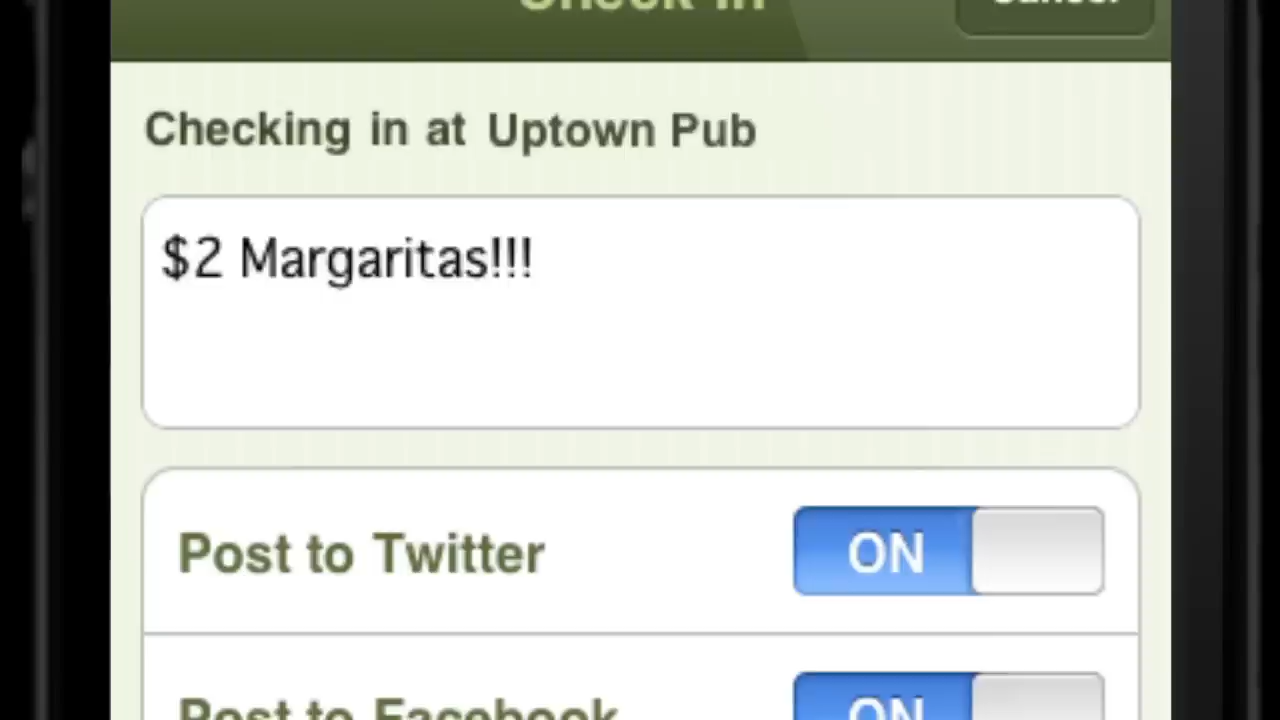 Check In
Cancel
Checking in at Uptown Pub
$2 Margaritas!!!
Post to Twitter
ON
Post to Facebook
ON